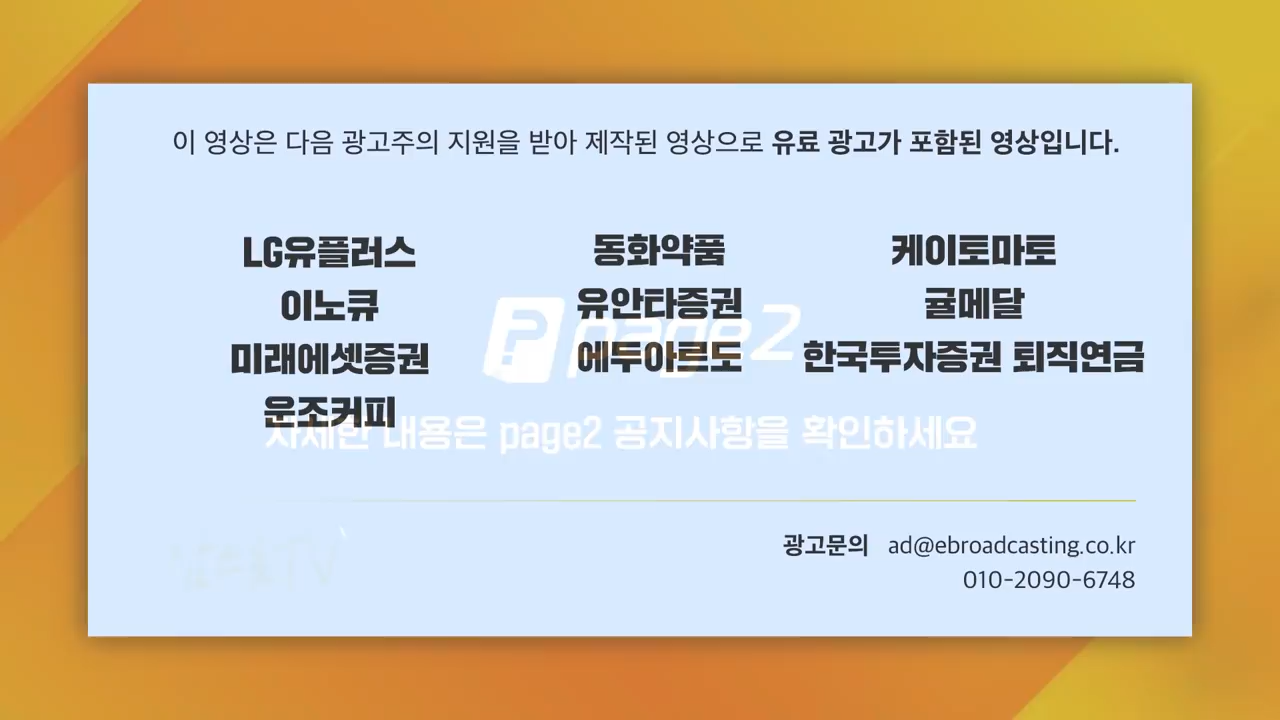 이 영상은 다음 광고주의 지원을 받아 제작된 영상으로 유료 광고가 포함된 영상입니다.
LG유플러스
이노큐
미래에셋증권
운조커피
동화약품
유안타증권
에두아르도
케이토마토
귤메달
한국투자증권 퇴직연금
page2
자세한 내용은 page2 공지사항을 확인하세요
광고문의 ad@ebroadcasting.co.kr
010-2090-6748